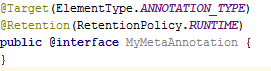 @Target(ElementType.ANNOTATION_TYPE)
@Retention(RetentionPolicy.RUNTIME)
public @interface MyMetaAnnotation {
}